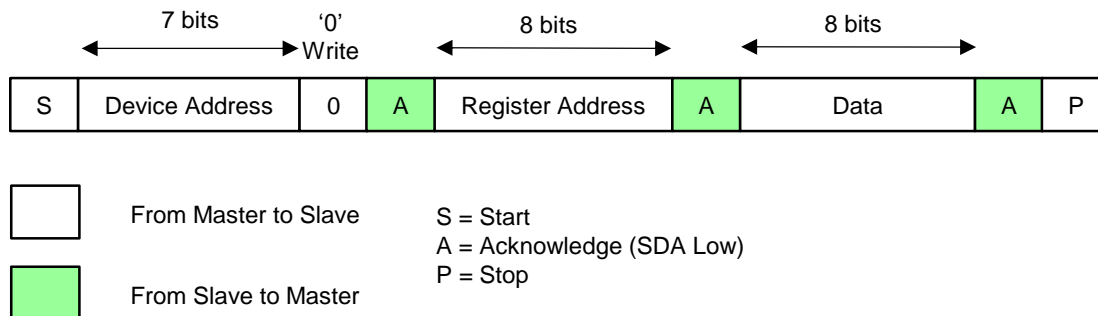 7 bits
‘0’
Write
8 bits
8 bits
S Device Address 0 A Register Address A Data A P
From Master to Slave
From Slave to Master
S = Start
A = Acknowledge (SDA Low)
P = Stop